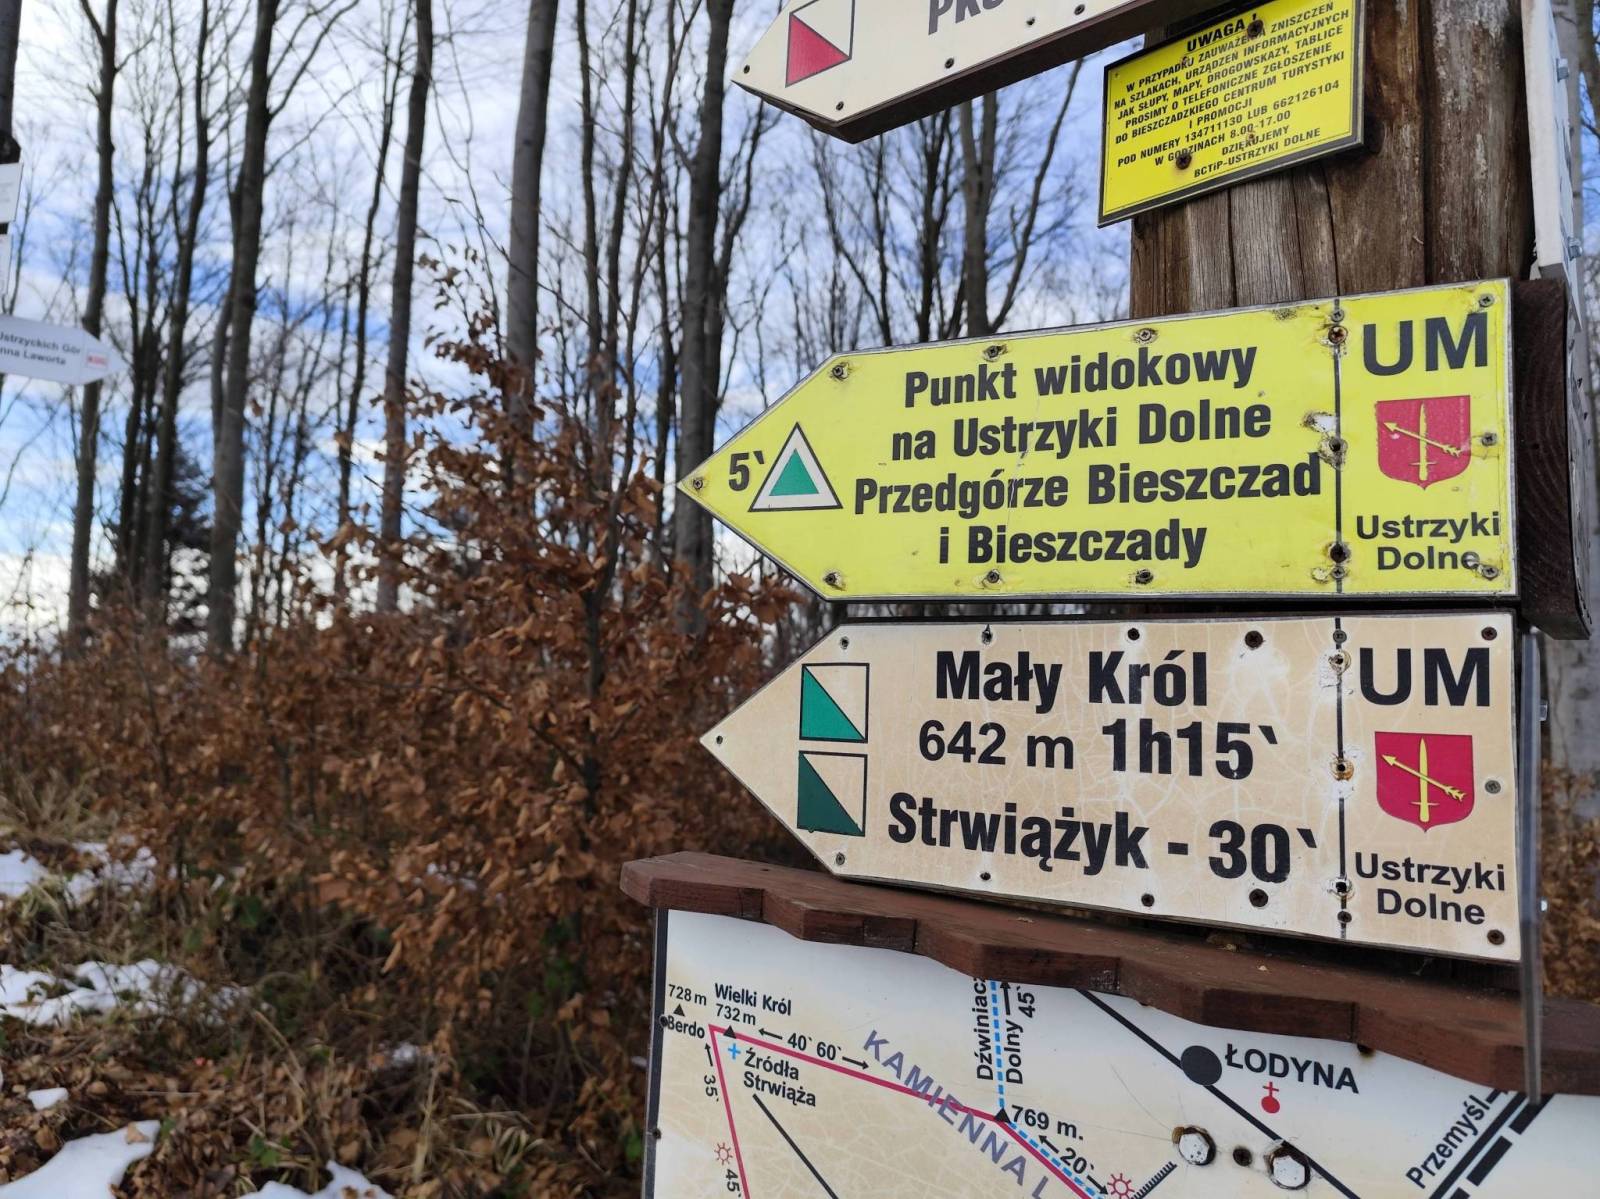 UWAGA !
W PRZYPADKU ZAUWAŻENIA ZNISZCZEŃ
NA SZLAKACH, URZĄDZEŃ INFORMACYJNYCH
JAK SŁUPY, MAPY, DROGOWSKAZY, TABLICE
PROSIMY O TELEFONICZNE ZGŁOSZENIE
DO BIESZCZADZKIEGO CENTRUM TURYSTYKI
I PROMOCJI
POD NUMERY 134711130 LUB 662126104
W GODZINACH 8.00-17.00
DZIĘKUJEMY
BCTiP-USTRZYKI DOLNE
Ustrzyckich Gór
Laworta
5`
Punkt widokowy
na Ustrzyki Dolne
Przedgórze Bieszczad
i Bieszczady
UM
Ustrzyki
Dolne
Mały Król
642 m 1h15`
Strwiążyk - 30`
UM
Ustrzyki
Dolne
728 m
Berdo
Wielki Król
732 m
40` 60`
Źródła
Strwiąża
35`
45`
KAMIENNA
Dolny
45`
769 m.
20`
ŁODYNA
Przemyśl